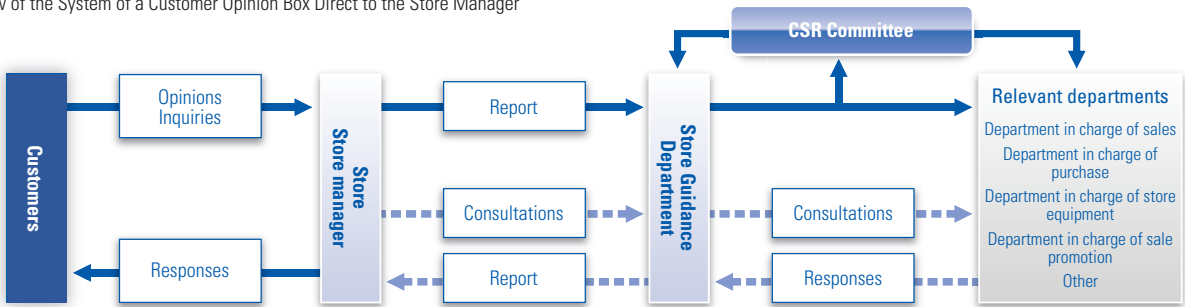 of the System of a Customer Opinion Box Direct to the Store Manager
CSR Committee
Customers
Opinions
Inquiries
Store
Store manager
Report
Store Guidance
Department
Relevant departments
Department in charge of sales
Department in charge of
purchase
Department in charge of store
equipment
Department in charge of sale
promotion
Other
Consultations
Consultations
Responses
Report
Responses